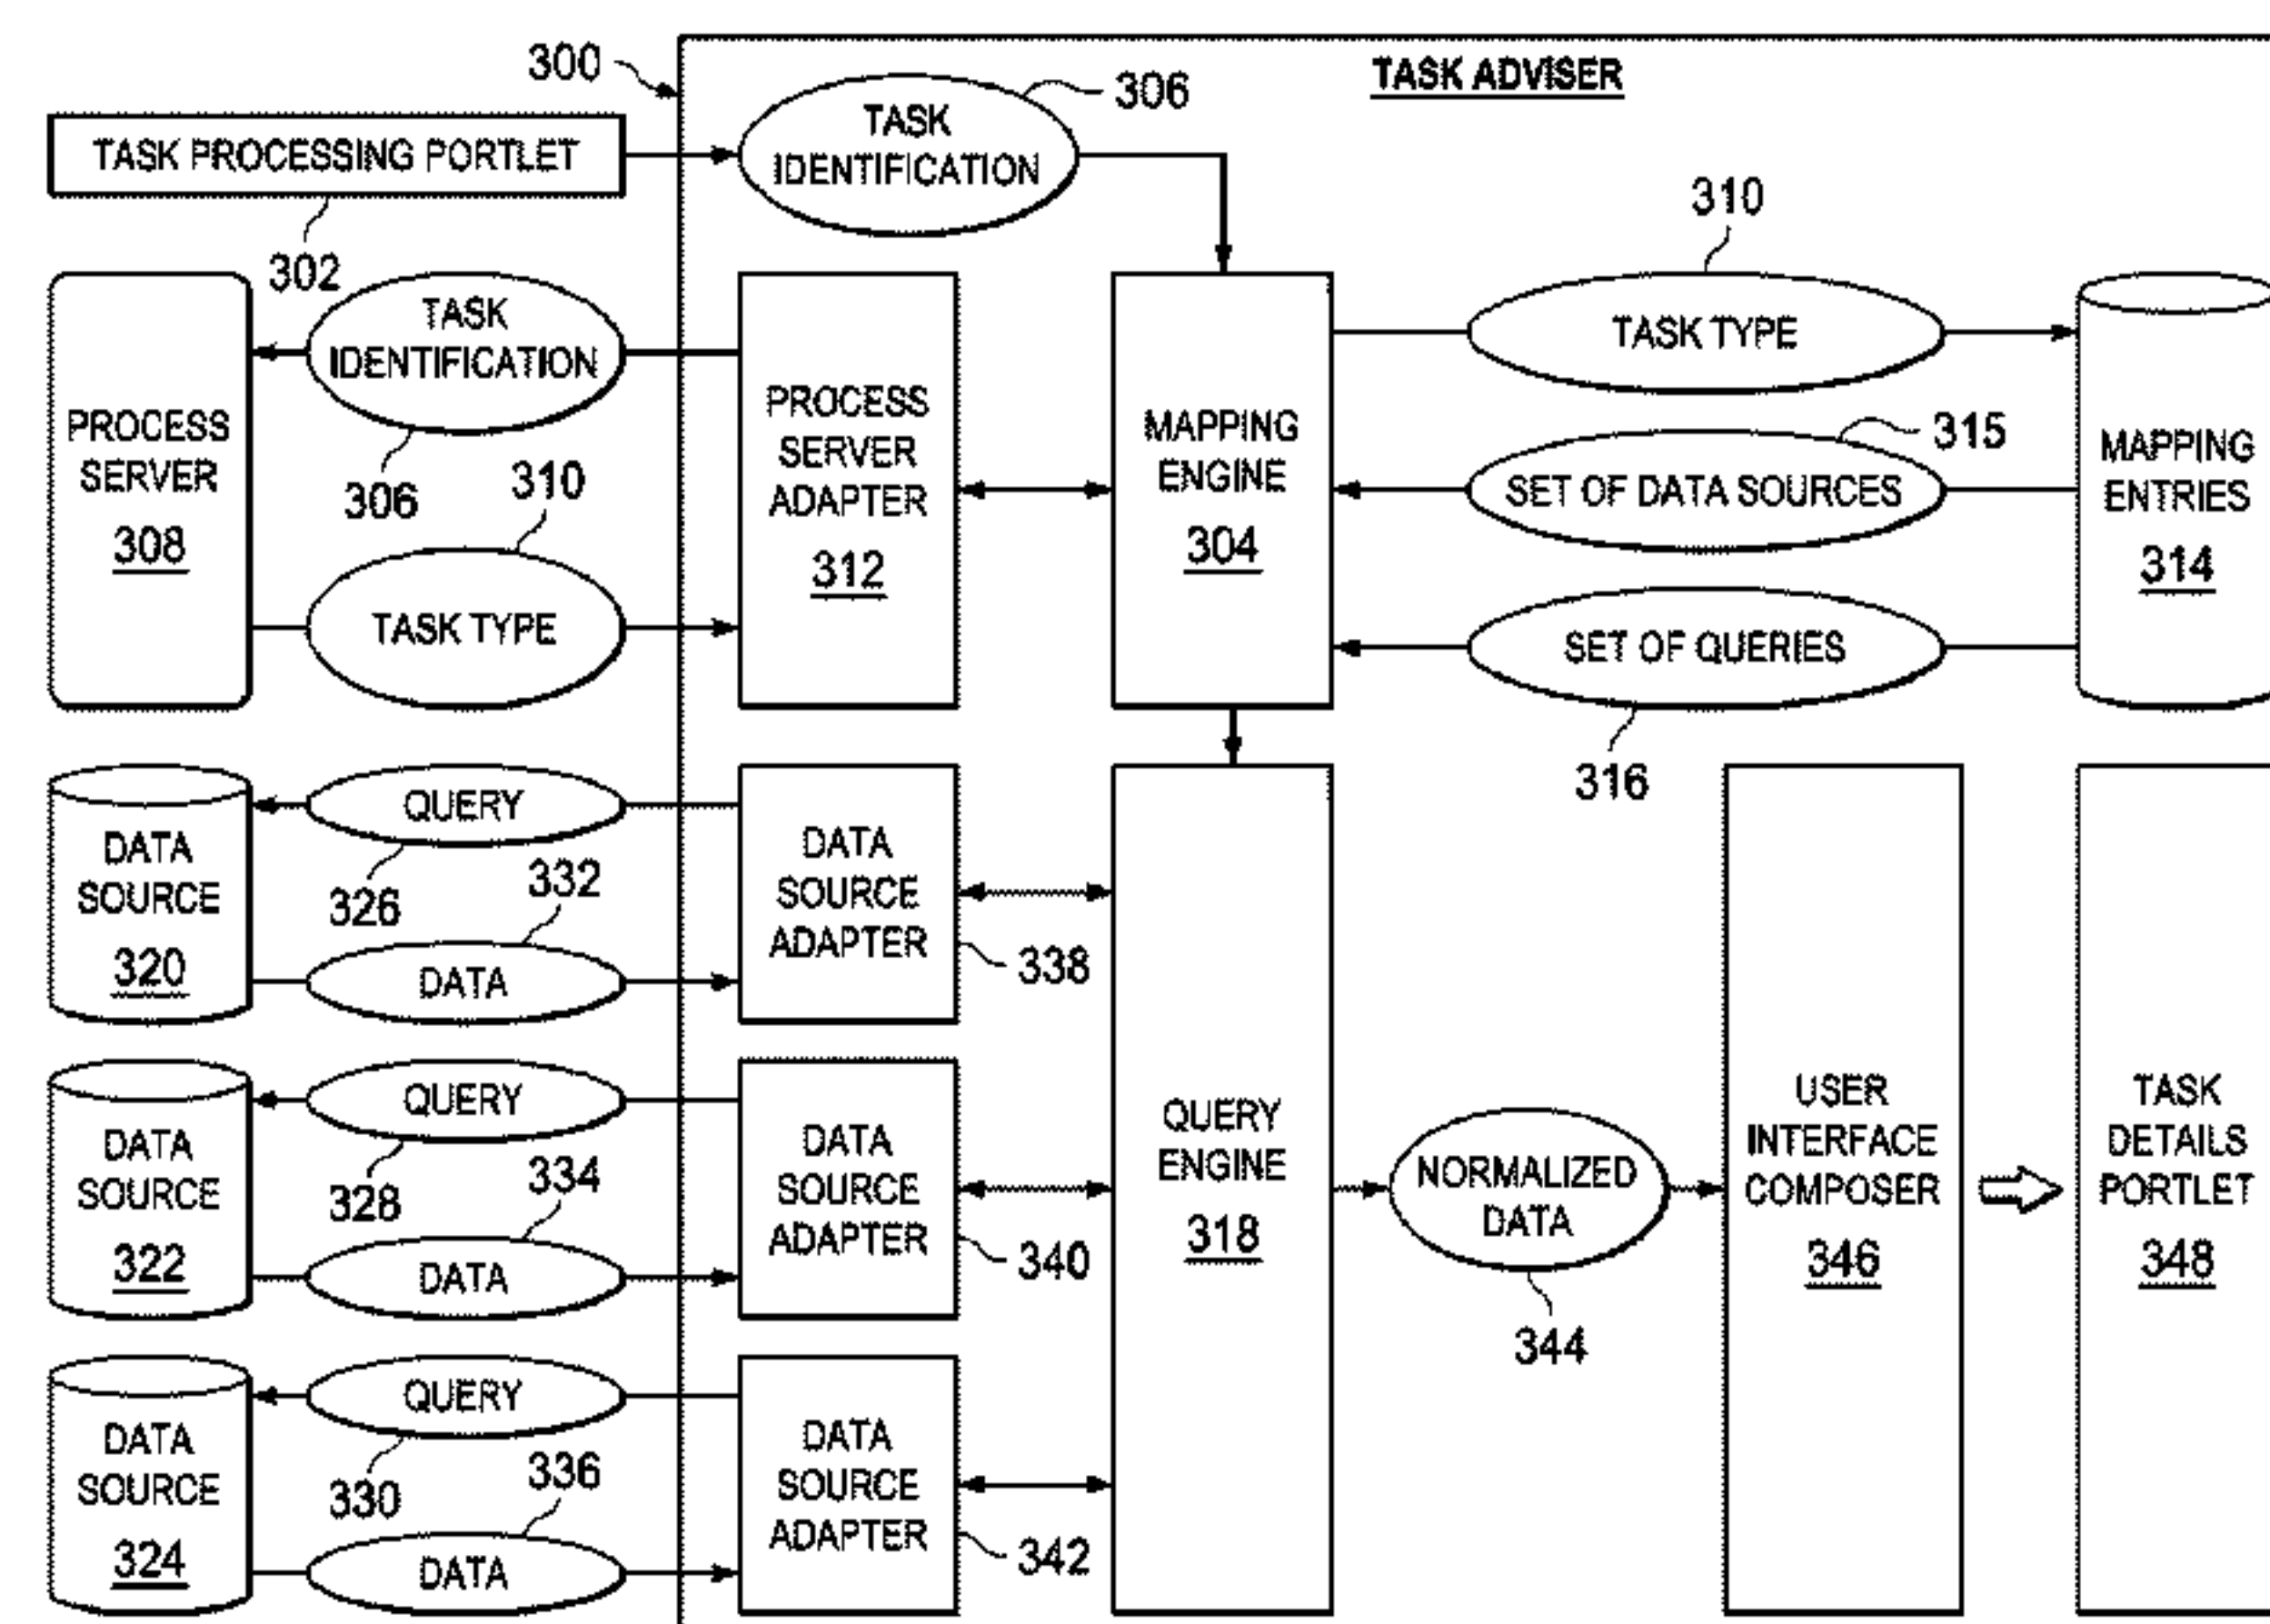 300
TASK ADVISER
306
TASK
IDENTIFICATION
TASK PROCESSING PORTLET
302
310
TASK
IDENTIFICATION
306
PROCESS
SERVER
308
310
TASK TYPE
PROCESS
SERVER
ADAPTER
312
MAPPING
ENGINE
304
TASK TYPE
315
SET OF DATA SOURCES
SET OF QUERIES
316
MAPPING
ENTRIES
314
DATA
SOURCE
320
QUERY
326
332
DATA
DATA
SOURCE
ADAPTER
338
DATA
SOURCE
322
QUERY
328
334
DATA
DATA
SOURCE
ADAPTER
340
DATA
SOURCE
324
QUERY
330
336
DATA
DATA
SOURCE
ADAPTER
342
QUERY
ENGINE
318
NORMALIZED
DATA
344
USER
INTERFACE
COMPOSER
346
TASK
DETAILS
PORTLET
348